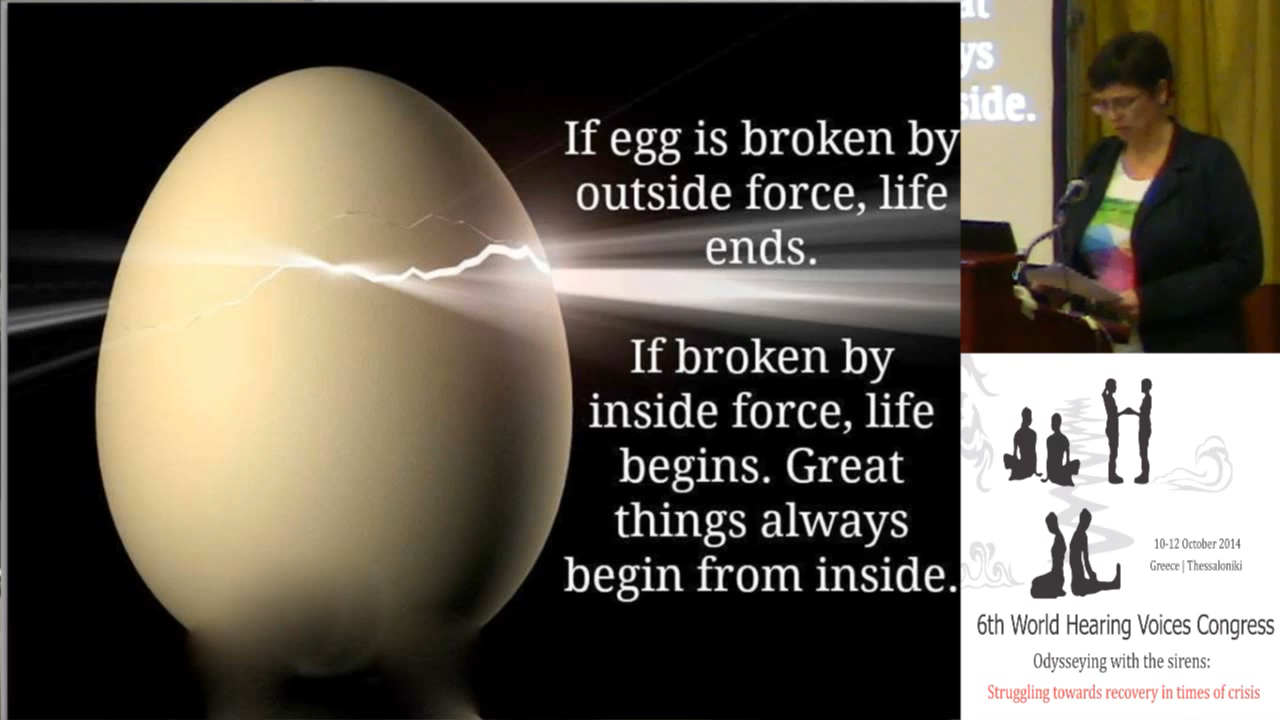 If egg is broken by
outside force, life
ends.
If broken by
inside force, life
begins. Great
things always
begin from inside.
at
ys
side.
10-12 October 2014
Greece | Thessaloniki
6th World Hearing Voices Congress
Odysseying with the sirens:
Struggling towards recovery in times of crisis